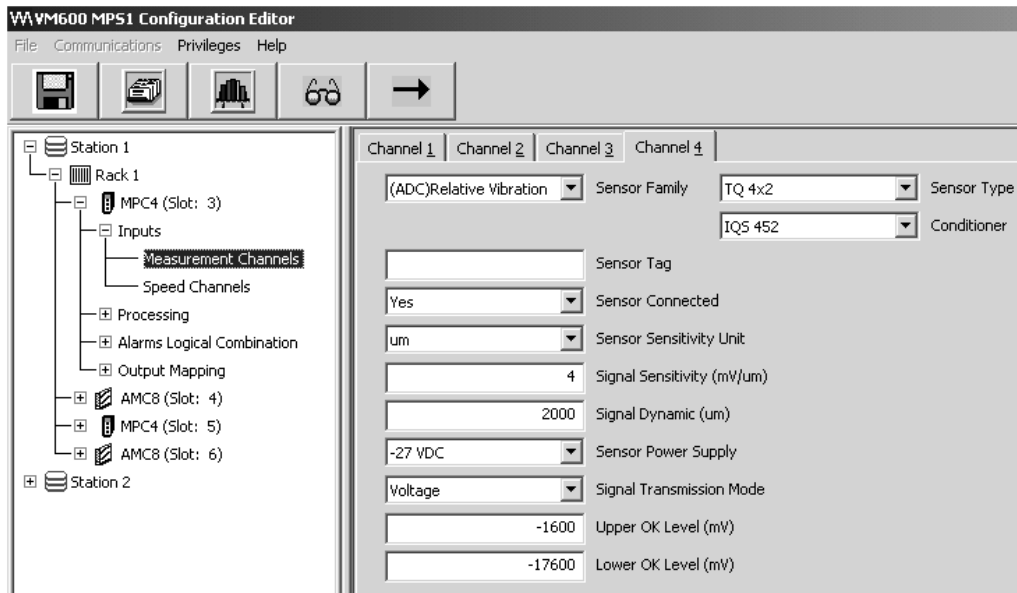 VM600 MPS1 Configuration Editor
File Communications Privileges Help
Station 1
Rack 1
MPC4 (Slot: 3)
Inputs
Measurement Channels
Speed Channels
Processing
Alarms Logical Combination
Output Mapping
AMC8 (Slot: 4)
MPC4 (Slot: 5)
AMC8 (Slot: 6)
Station 2
Channel 1 Channel 2 Channel 3 Channel 4
(ADC)Relative Vibration Sensor Family TQ 4x2 Sensor Type
IQS 452 Conditioner
Sensor Tag
Yes Sensor Connected
um Sensor Sensitivity Unit
4 Signal Sensitivity (mV/um)
2000 Signal Dynamic (um)
-27 VDC Sensor Power Supply
Voltage Signal Transmission Mode
-1600 Upper OK Level (mV)
-17600 Lower OK Level (mV)